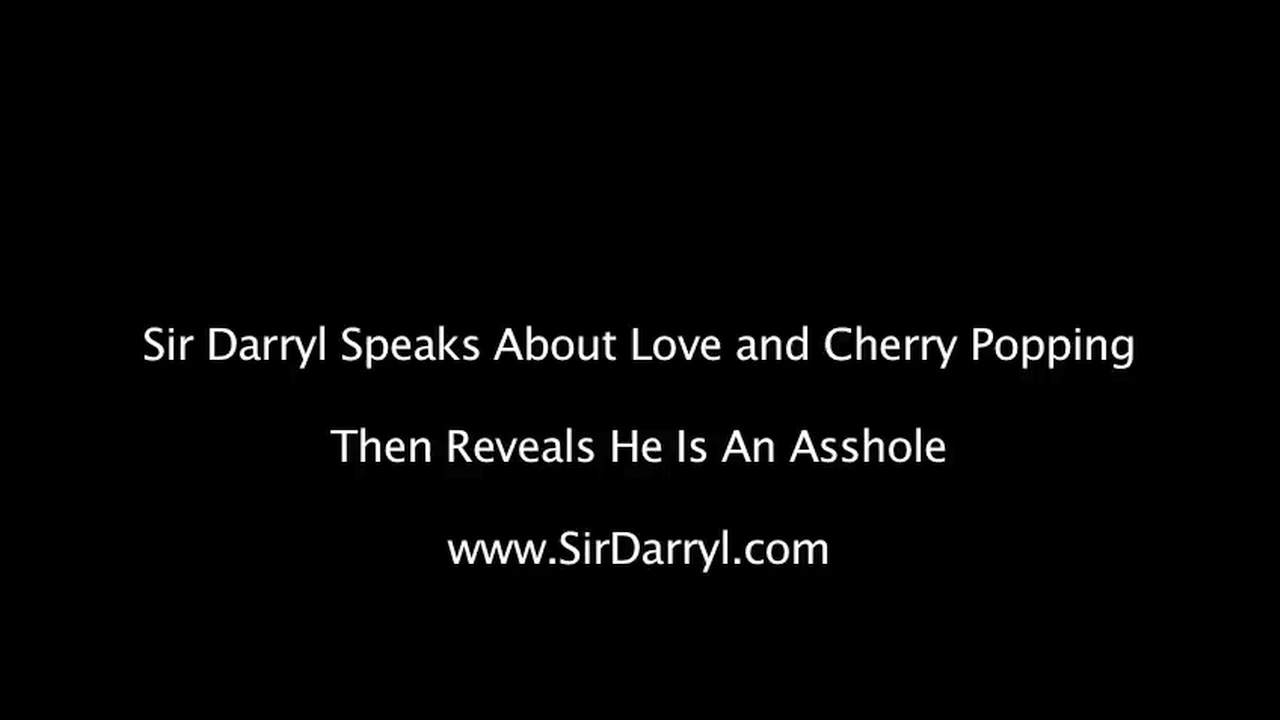 Sir Darryl Speaks About Love and Cherry Popping
Then Reveals He Is An Asshole
www.SirDarryl.com